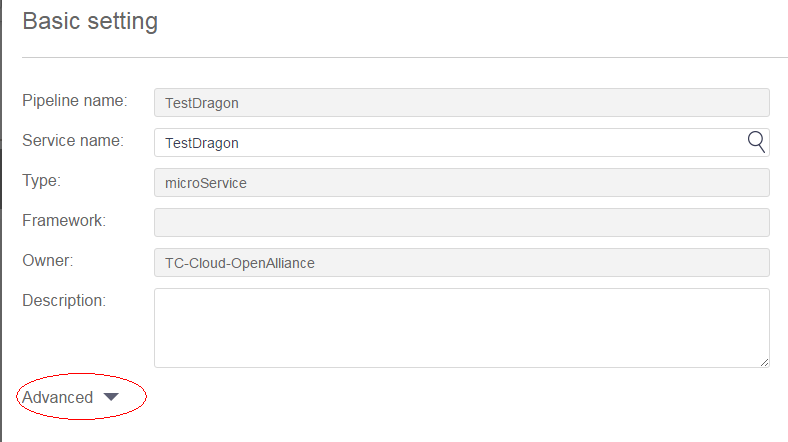 Basic setting
Pipeline name: TestDragon
Service name: TestDragon
Type: microService
Framework:
Owner: TC-Cloud-OpenAlliance
Description:
Advanced